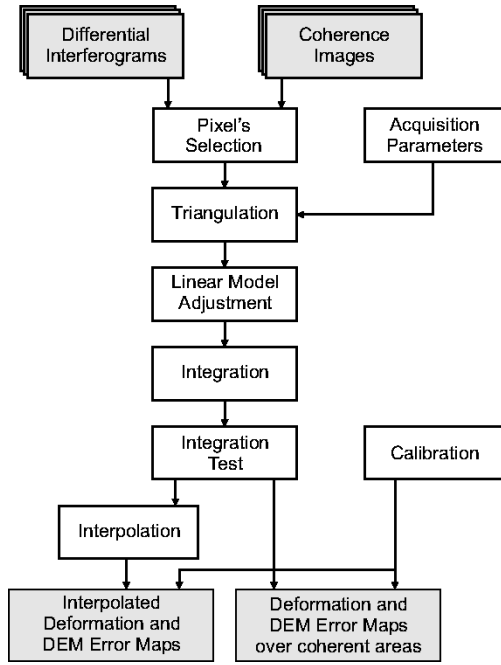 Differential
Interferograms
Coherence
Images
Pixel's
Selection
Acquisition
Parameters
Triangulation
Linear Model
Adjustment
Integration
Integration
Test
Calibration
Interpolation
Interpolated
Deformation and
DEM Error Maps
Deformation and
DEM Error Maps
over coherent areas